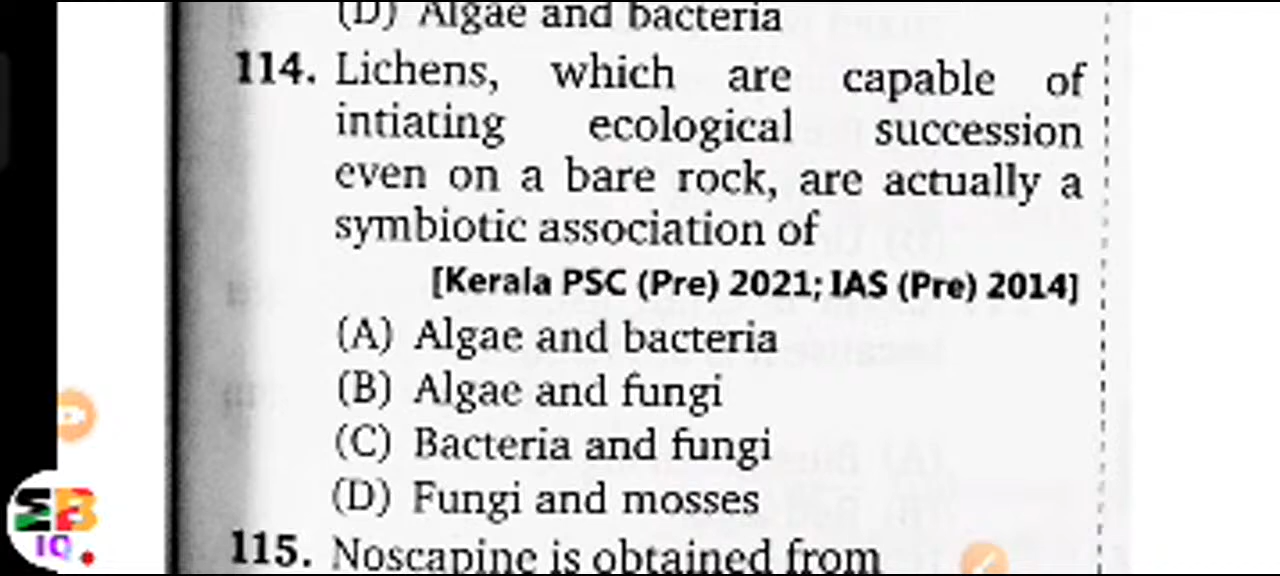 (D) Algae and bacteria
114. Lichens, which are capable of
intiating ecological succession
even on a bare rock, are actually a
symbiotic association of
[Kerala PSC (Pre) 2021; IAS (Pre) 2014]
(A) Algae and bacteria
(B) Algae and fungi
(C) Bacteria and fungi
(D) Fungi and mosses
115. Noscapine is obtained from
IQ